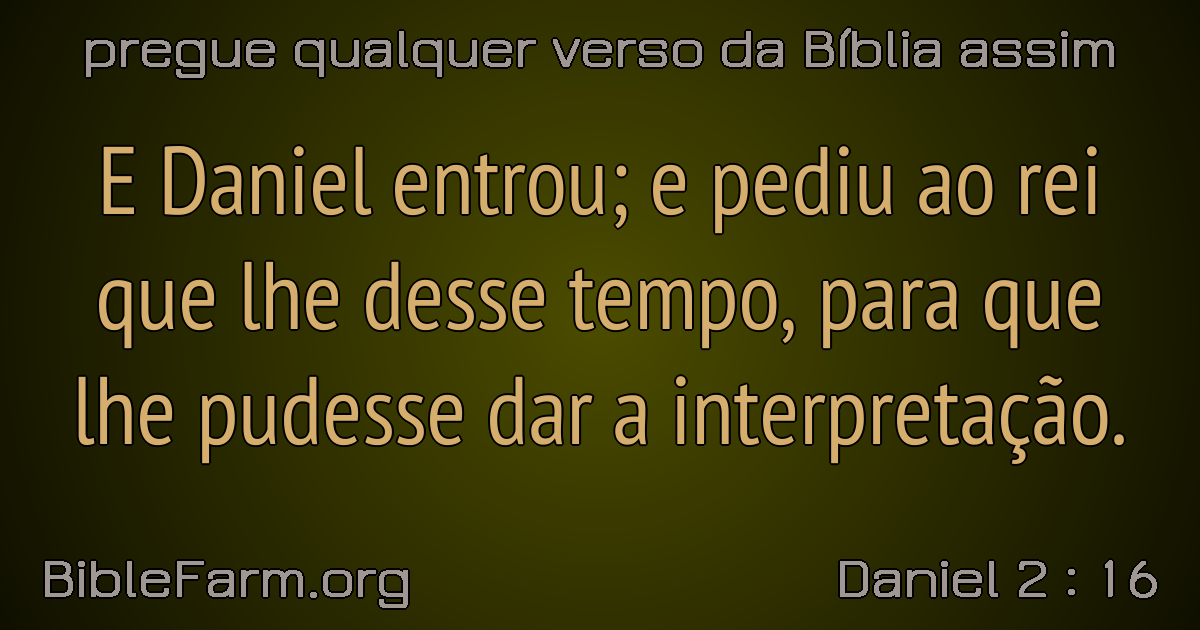 pregue qualquer verso da Bíblia assim
E Daniel entrou; e pediu ao rei
que lhe desse tempo, para que
lhe pudesse dar a interpretação.
BibleFarm.org
Daniel 2 : 16